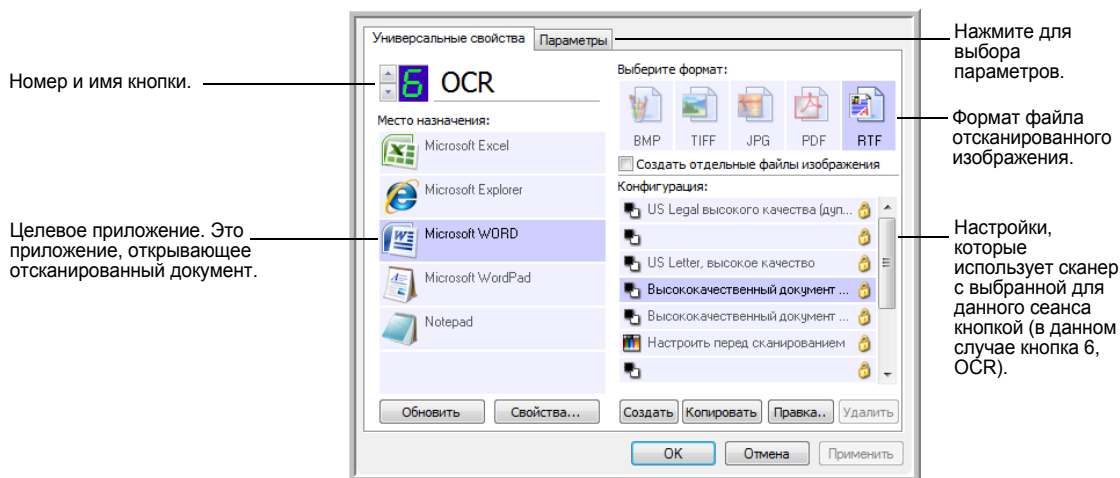 Универсальные свойства
Параметры
Нажмите для
выбора
параметров.
Номер и имя кнопки.
6
OCR
Выберите формат:
BMP
TIFF
JPG
PDF
RTF
Формат файла
отсканированного
изображения.
Место назначения:
Microsoft Excel
Microsoft Explorer
Microsoft WORD
Microsoft WordPad
Notepad
Создать отдельные файлы изображения
Конфигурация:
US Legal высокого качества (дуп...
US Letter, высокое качество
Высококачественный документ ...
Высококачественный документ ...
Настроить перед сканированием
Целевое приложение. Это
приложение, открывающее
отсканированный документ.
Настройки,
которые
использует сканер
с выбранной для
данного сеанса
кнопкой (в данном
случае кнопка 6,
OCR).
Обновить
Свойства...
Создать
Копировать
Правка..
Удалить
OK
Отмена
Применить